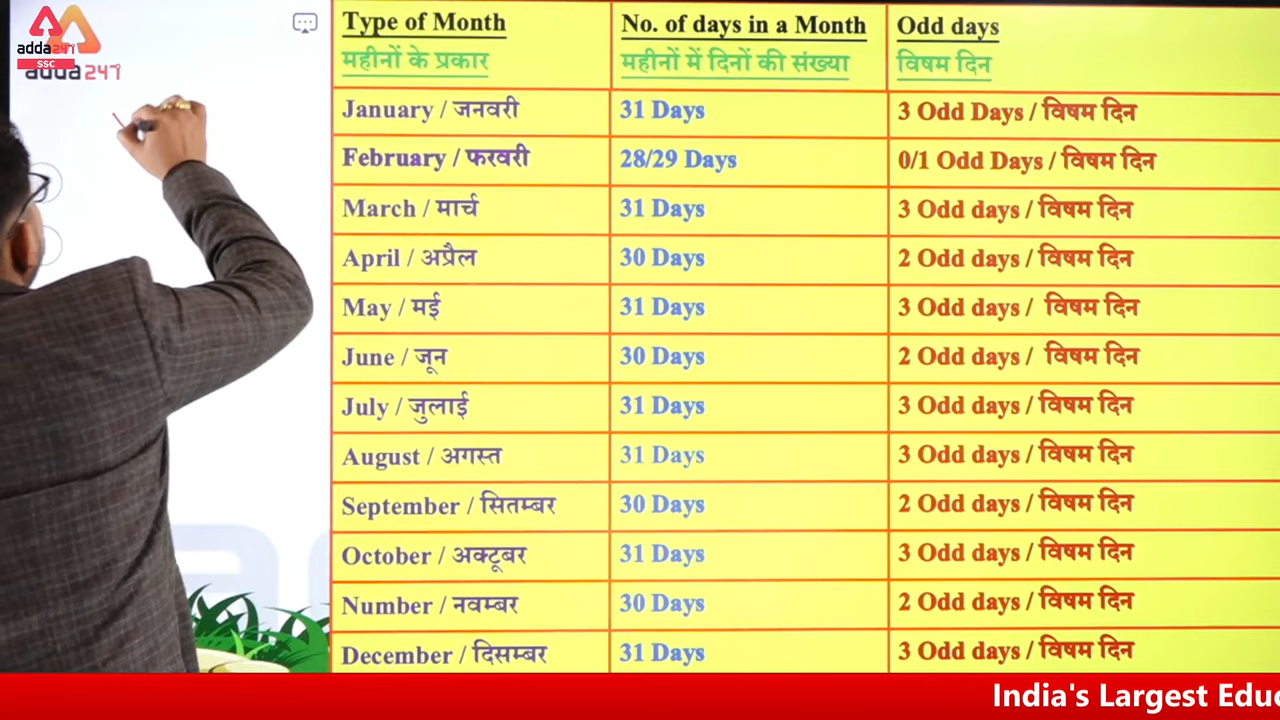 adda247
SSC
adda247
Type of Month No. of days in a Month Odd days
महीनों के प्रकार महीनों में दिनों की संख्या विषम दिन
January / जनवरी 31 Days 3 Odd Days / विषम दिन
February / फरवरी 28/29 Days 0/1 Odd Days / विषम दिन
March / मार्च 31 Days 3 Odd days / विषम दिन
April / अप्रैल 30 Days 2 Odd days / विषम दिन
May / मई 31 Days 3 Odd days / विषम दिन
June / जून 30 Days 2 Odd days / विषम दिन
July / जुलाई 31 Days 3 Odd days / विषम दिन
August / अगस्त 31 Days 3 Odd days / विषम दिन
September / सितम्बर 30 Days 2 Odd days / विषम दिन
October / अक्टूबर 31 Days 3 Odd days / विषम दिन
Number / नवम्बर 30 Days 2 Odd days / विषम दिन
December / दिसम्बर 31 Days 3 Odd days / विषम दिन
India's Largest Educ